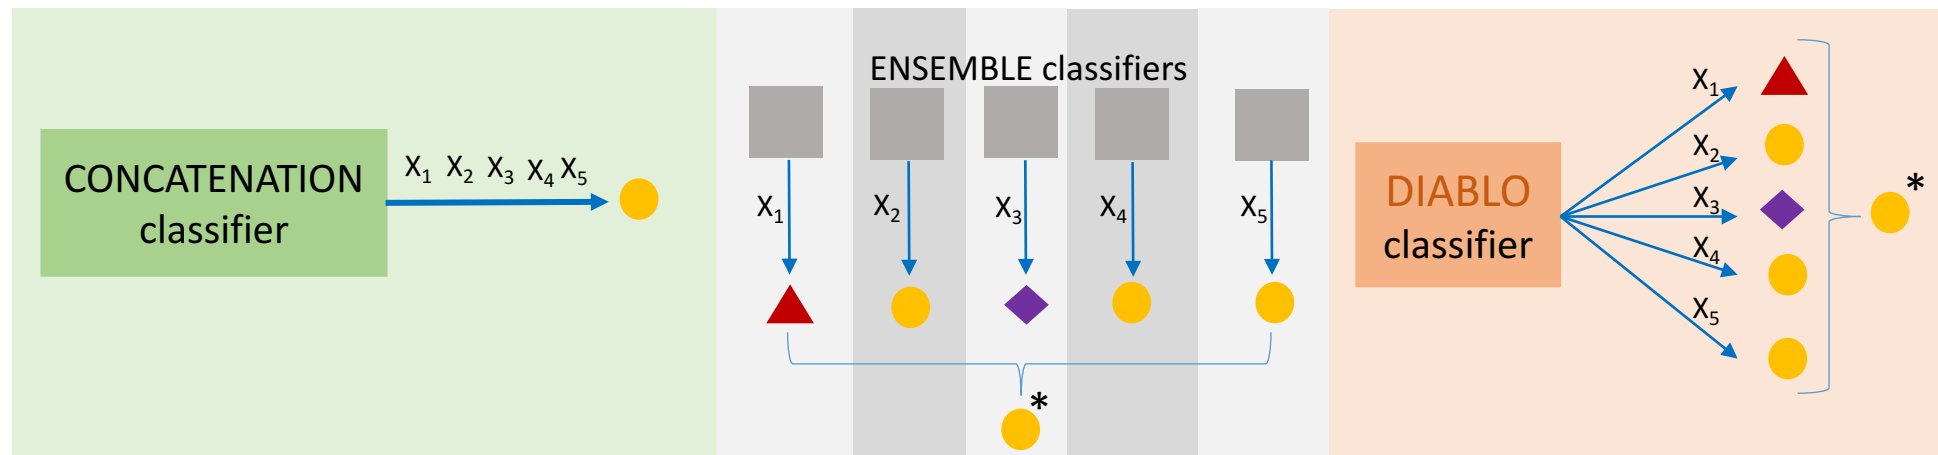 CONCATENATION
classifier
X₁ X₂ X₃ X₄ X₅
ENSEMBLE classifiers
X₁ X₂ X₃ X₄ X₅
*
DIABLO
classifier
X₁
X₂
X₃
X₄
X₅
*